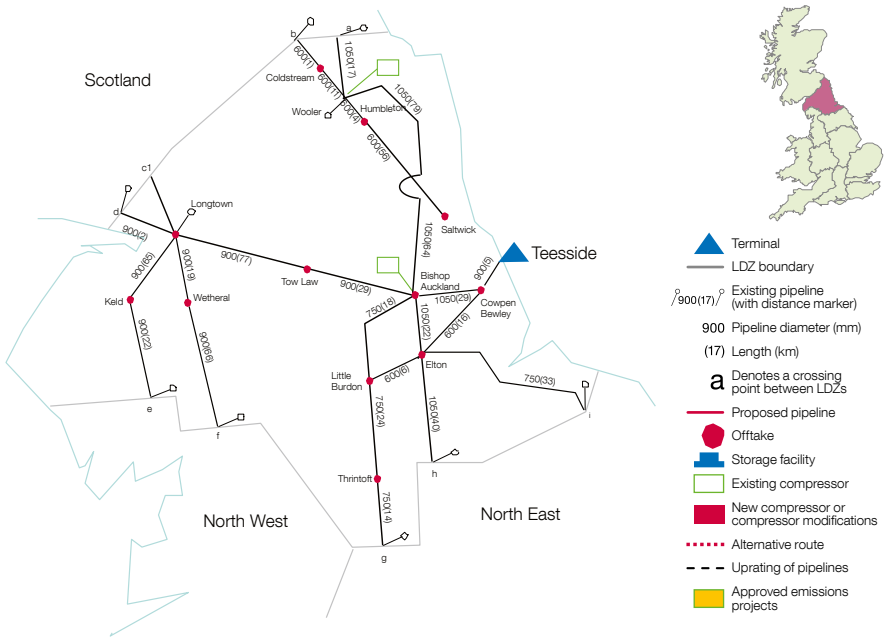 Scotland
b
a
600(1)
1050(17)
Coldstream
600(11)
Wooler
600(4)
Humbleton
1050(79)
600(56)
Saltwick
c1
d
Longtown
900(2)
900(65)
900(19)
900(77)
Keld
Wetheral
Tow Law
900(29)
900(22)
900(66)
e
f
1050(64)
Bishop
Auckland
900(5)
Teesside
1050(29)
Cowpen
Bewley
750(18)
1050(22)
600(16)
Little
Burdon
600(6)
Elton
750(33)
i
750(24)
1050(40)
h
Thrintoft
750(14)
g
North West
North East
Terminal
LDZ boundary
900(17)
Existing pipeline
(with distance marker)
900 Pipeline diameter (mm)
(17) Length (km)
a Denotes a crossing
point between LDZs
Proposed pipeline
Offtake
Storage facility
Existing compressor
New compressor or
compressor modifications
Alternative route
Uprating of pipelines
Approved emissions
projects